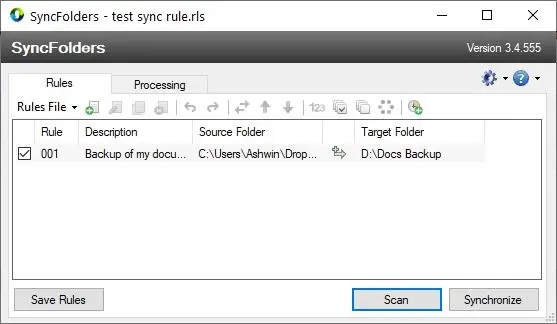 SyncFolders - test sync rule.rls
SyncFolders
Version 3.4.555
Rules
Processing
Rules File
123
Rule Description Source Folder Target Folder
001 Backup of my docu... C:\Users\Ashwin\Drop... D:\Docs Backup
Save Rules
Scan
Synchronize